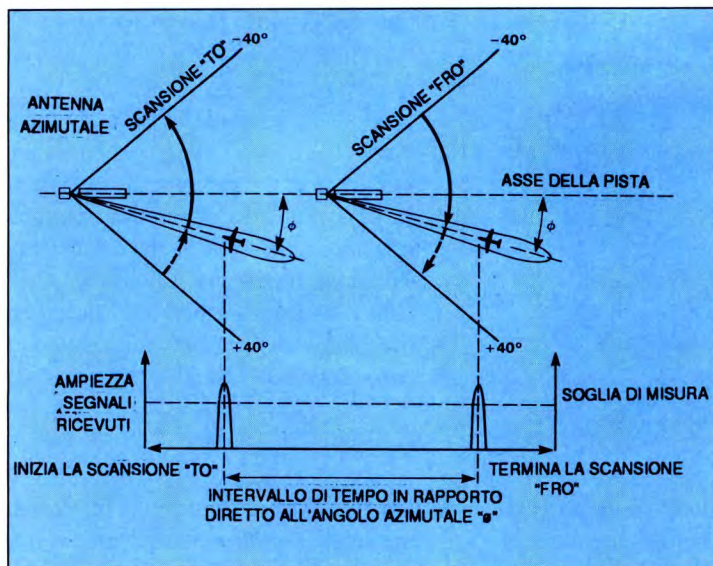 -40°
-40°
SCANSIONE "TO"
SCANSIONE "FRO"
ANTENNA
AZIMUTALE
ASSE DELLA PISTA
ø
ø
+40°
+40°
AMPIEZZA
SEGNALI
RICEVUTI
SOGLIA DI MISURA
INIZIA LA SCANSIONE "TO"
TERMINA LA SCANSIONE
"FRO"
INTERVALLO DI TEMPO IN RAPPORTO
DIRETTO ALL'ANGOLO AZIMUTALE "ø"